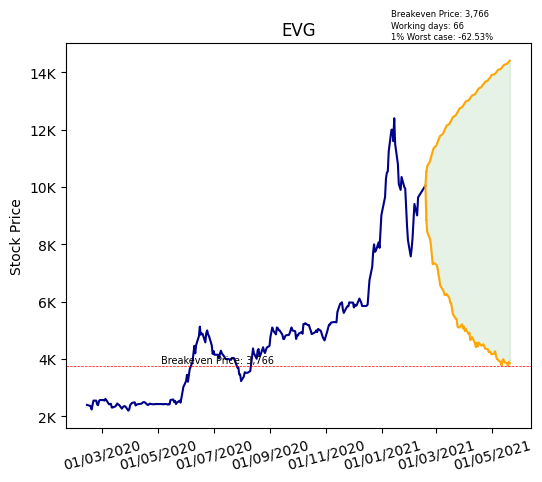 Breakeven Price: 3,766
Working days: 66
1% Worst case: -62.53%
EVG
Stock Price
14K
12K
10K
8K
6K
4K
2K
Breakeven Price: 3,766
01/03/2020
01/05/2020
01/07/2020
01/09/2020
01/11/2020
01/01/2021
01/03/2021
01/05/2021